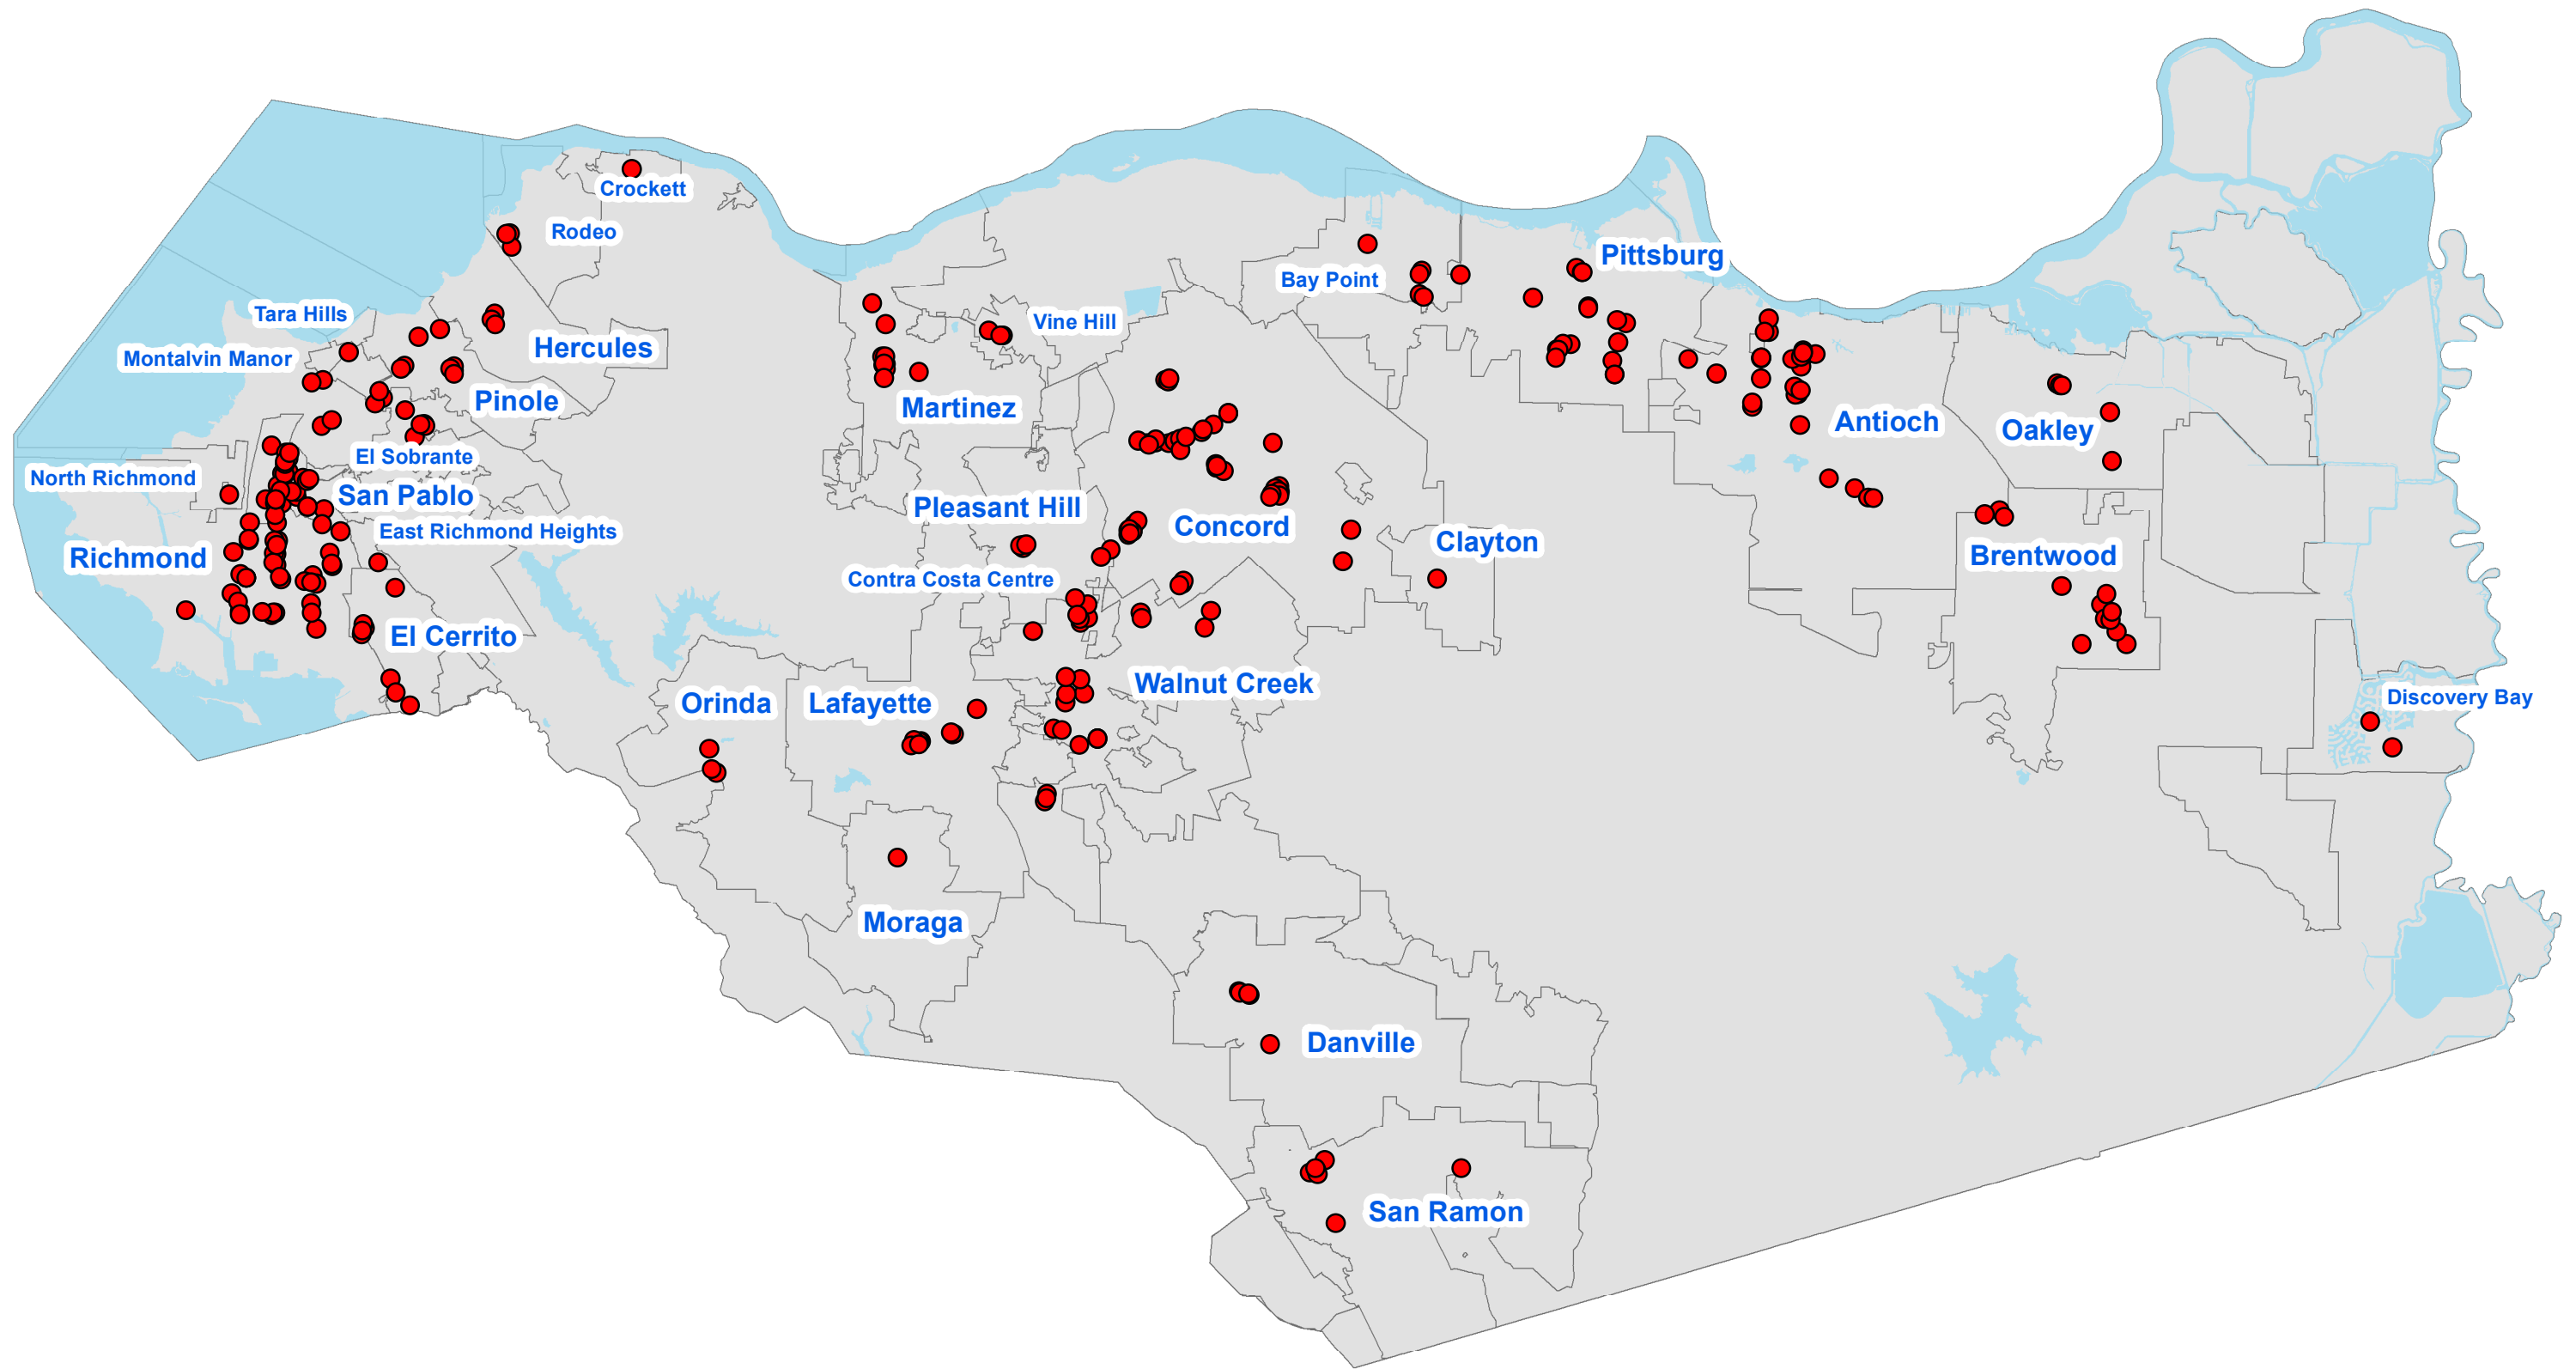 Crockett
Rodeo
Pittsburg
Bay Point
Tara Hills
Vine Hill
Montalvin Manor
Hercules
Pinole
Martinez
Antioch
Oakley
El Sobrante
North Richmond
San Pablo
Pleasant Hill
Concord
East Richmond Heights
Clayton
Richmond
Brentwood
Contra Costa Centre
El Cerrito
Walnut Creek
Discovery Bay
Orinda
Lafayette
Moraga
Danville
San Ramon